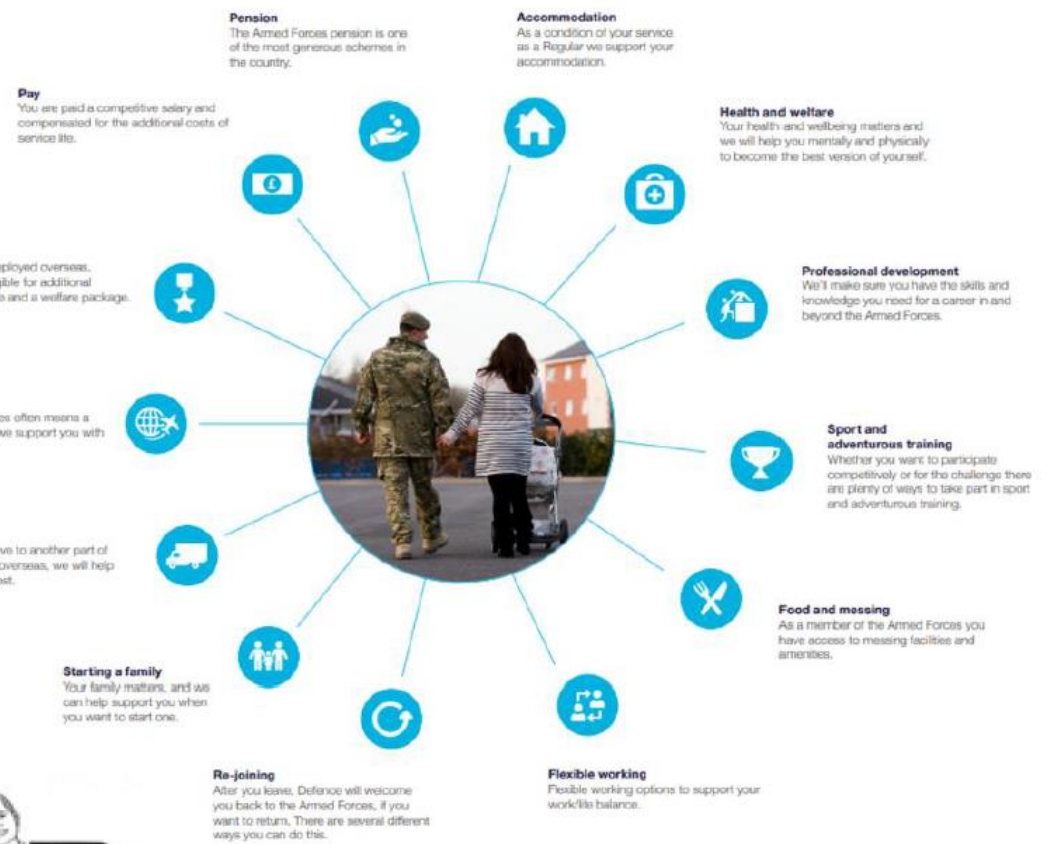 Pension
The Armed Forces pension is one
of the most generous schemes in
the country.
Accommodation
As a condition of your service
as a Regular we support your
accommodation.
Pay
You are paid a competitive salary and
compensated for the additional costs of
service life.
£
Health and welfare
Your health and wellbeing matters and
we will help you mentally and physically
to become the best version of yourself.
overseas,
for additional
and a welfare package.
Professional development
We'll make sure you have the skills and
knowledge you need for a career in and
beyond the Armed Forces.
often means a
we support you with
Sport and
adventurous training
Whether you want to participate
competitively or for the challenge there
are plenty of ways to take part in sport
and adventurous training.
to another part of
overseas, we will help
Food and messing
As a member of the Armed Forces you
have access to messing facilities and
amenities.
Starting a family
Your family matters, and we
can help support you when
you want to start one.
Re-joining
After you leave, Defence will welcome
you back to the Armed Forces, if you
want to return. There are several different
ways you can do this.
Flexible working
Flexible working options to support your
work/life balance.